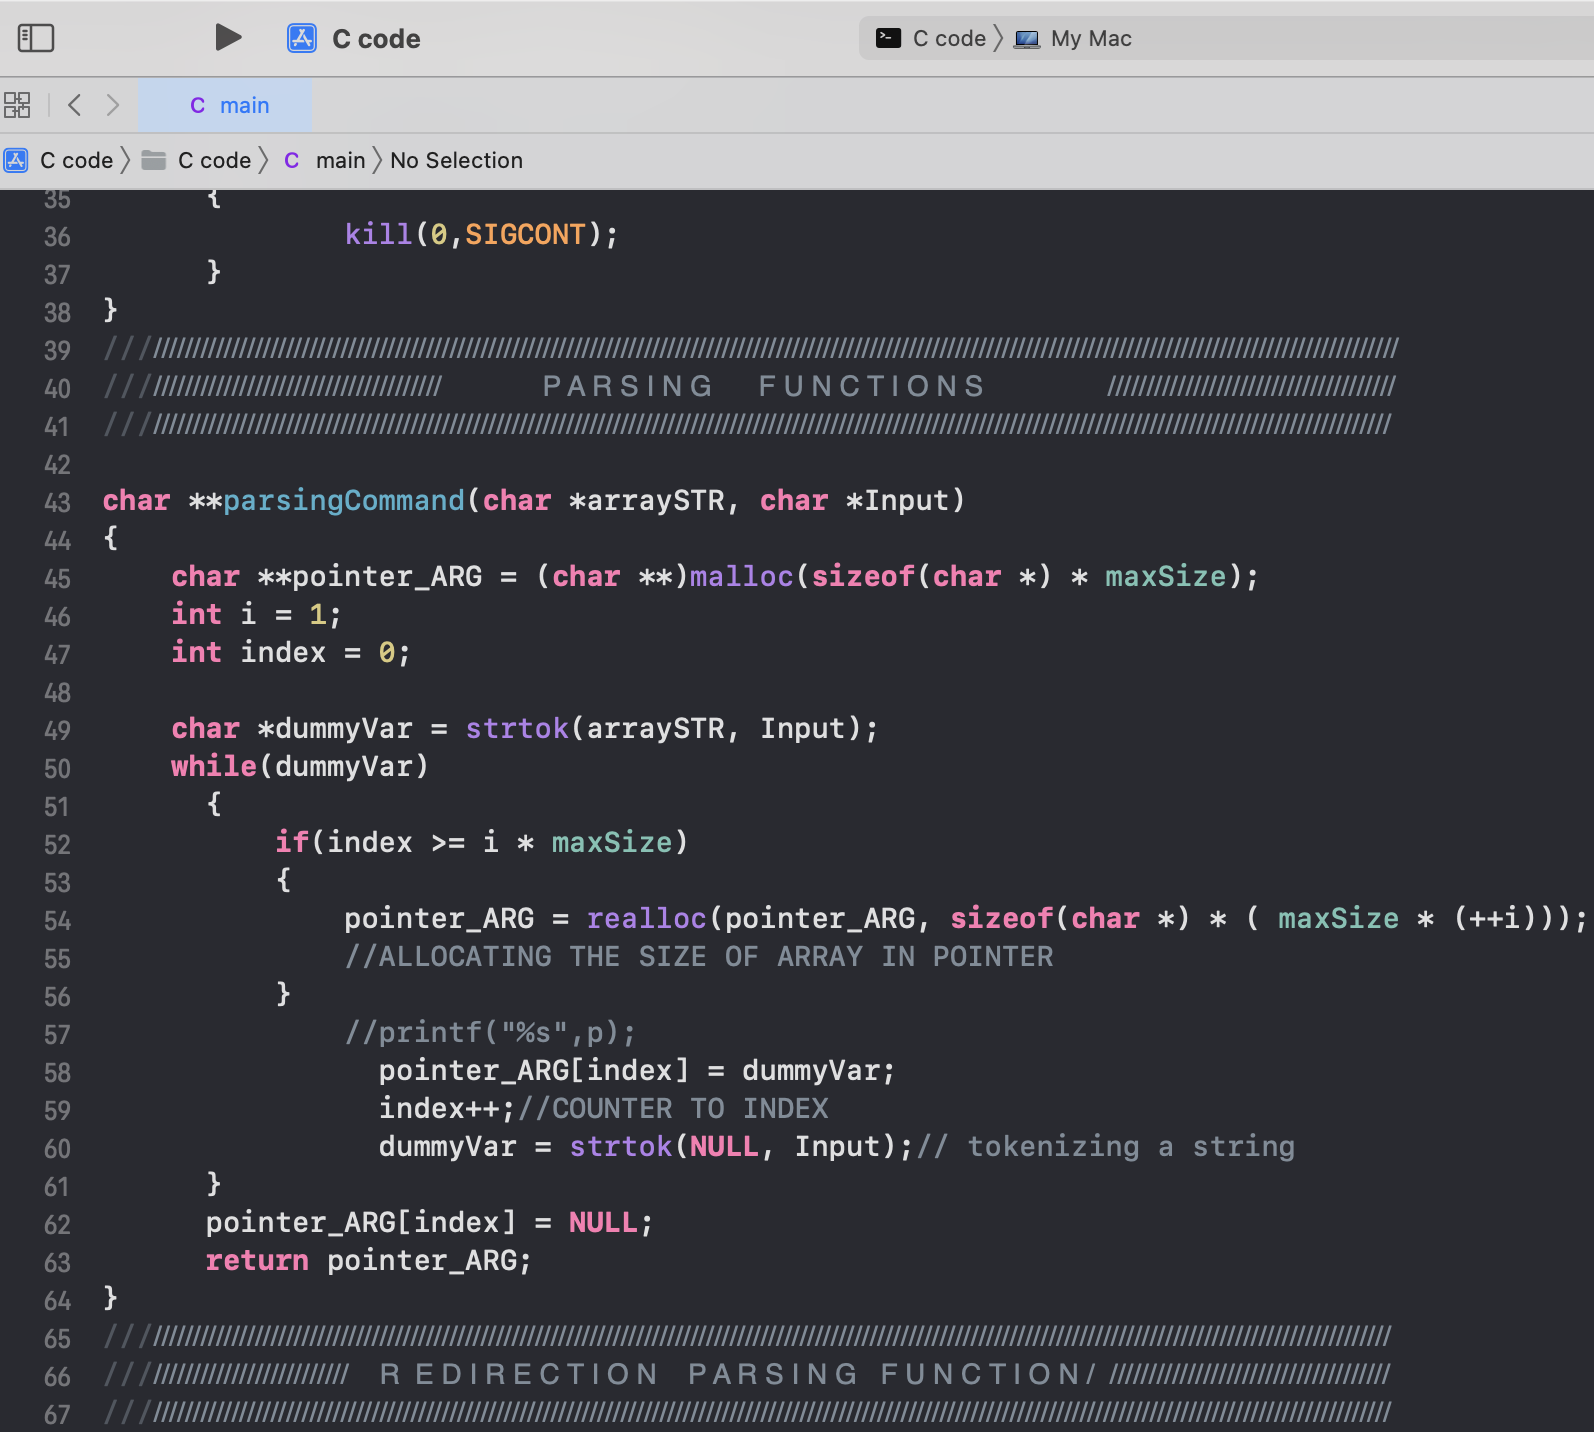 C code
C code 〉 My Mac
C main
C code 〉 C code 〉 C main 〉 No Selection
35 {
36 kill(0,SIGCONT);
37 }
38 }
39 ////////////////////////////////////////////////////////////////////////////////////////////////////////////////////////////////////////////////////////////////
40 //////////////////////////////////////// PARSING FUNCTIONS /////////////////////////////////////
41 ////////////////////////////////////////////////////////////////////////////////////////////////////////////////////////////////////////////////////////////////
42
43 char **parsingCommand(char *arraySTR, char *Input)
44 {
45 char **pointer_ARG = (char **)malloc(sizeof(char *) * maxSize);
46 int i = 1;
47 int index = 0;
48
49 char *dummyVar = strtok(arraySTR, Input);
50 while(dummyVar)
51 {
52 if(index >= i * maxSize)
53 {
54 pointer_ARG = realloc(pointer_ARG, sizeof(char *) * ( maxSize * (++i)));
55 //ALLOCATING THE SIZE OF ARRAY IN POINTER
56 }
57 //printf("%s",p);
58 pointer_ARG[index] = dummyVar;
59 index++;//COUNTER TO INDEX
60 dummyVar = strtok(NULL, Input);// tokenizing a string
61 }
62 pointer_ARG[index] = NULL;
63 return pointer_ARG;
64 }
65 ////////////////////////////////////////////////////////////////////////////////////////////////////////////////////////////////////////////////////////////////
66 //////////////////////////// R EDIRECTION PARSING FUNCTION/ ////////////////////////////////////
67 ////////////////////////////////////////////////////////////////////////////////////////////////////////////////////////////////////////////////////////////////